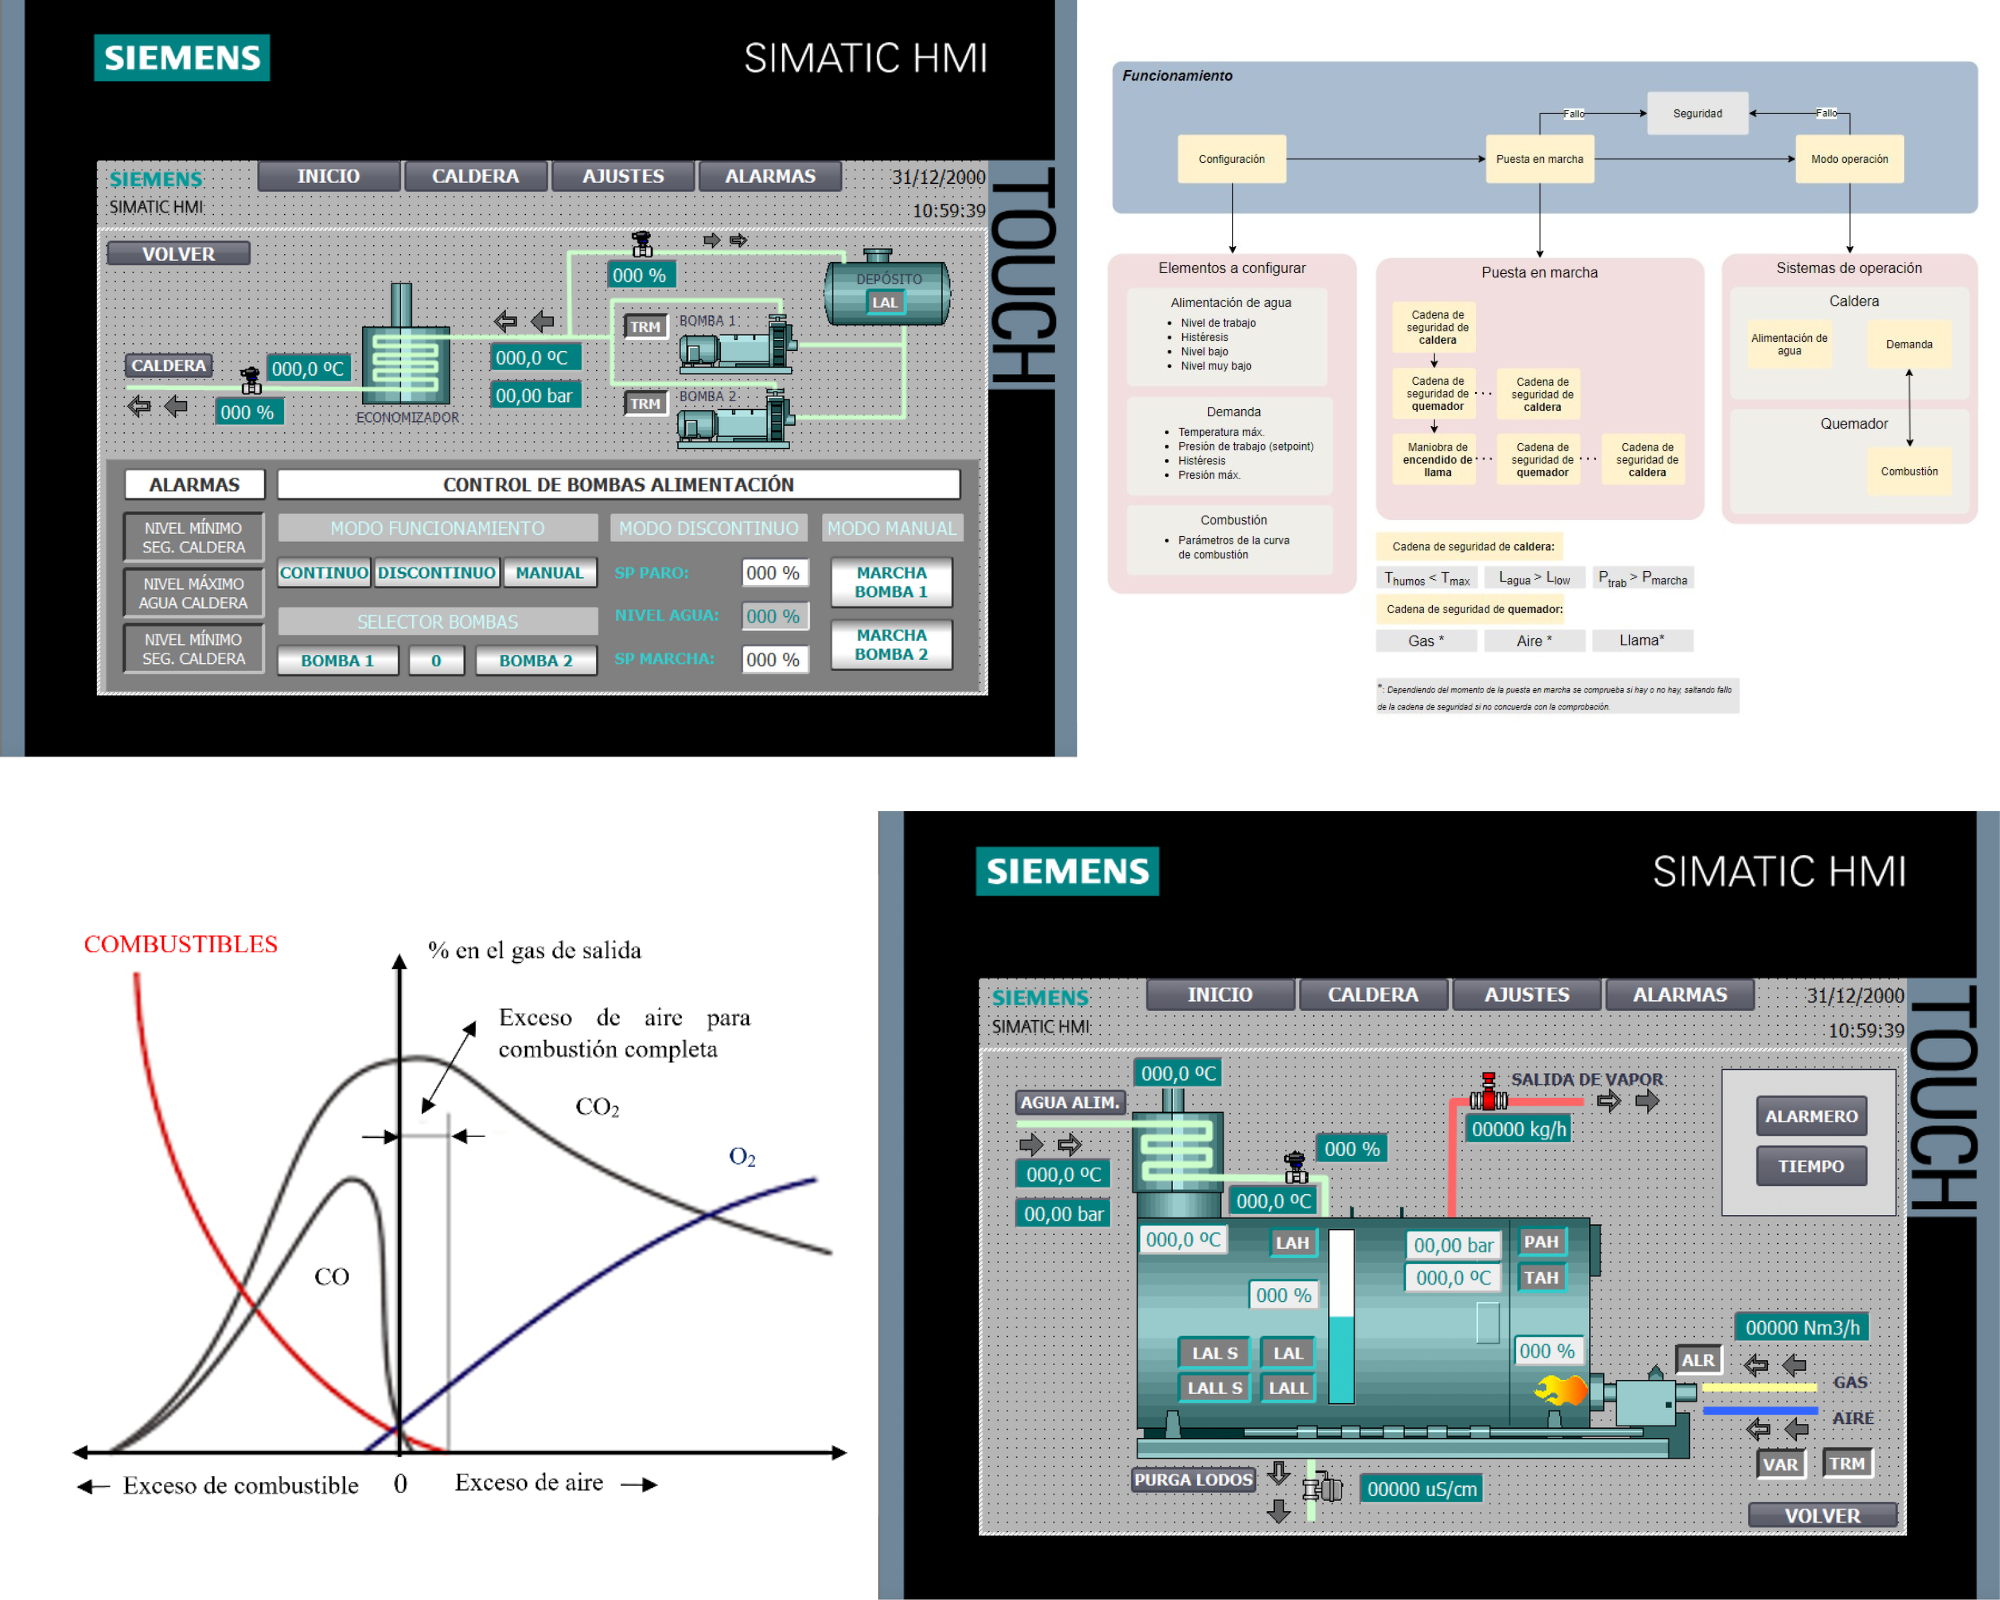 SIEMENS
SIMATIC HMI
TOUCH
SIEMENS
SIMATIC HMI
INICIO
CALDERA
AJUSTES
ALARMAS
31/12/2000
10:59:39
VOLVER
000 %
DEPÓSITO
LAL
TRM
BOMBA 1
000,0 ºC
CALDERA
000,0 ºC
00,00 bar
TRM
BOMBA 2
000 %
ECONOMIZADOR
ALARMAS
CONTROL DE BOMBAS ALIMENTACIÓN
NIVEL MÍNIMO
SEG. CALDERA
NIVEL MÁXIMO
AGUA CALDERA
NIVEL MÍNIMO
SEG. CALDERA
MODO FUNCIONAMIENTO
CONTINUO
DISCONTINUO
MANUAL
SELECTOR BOMBAS
BOMBA 1
0
BOMBA 2
MODO DISCONTINUO
SP PARO:
000 %
NIVEL AGUA:
000 %
SP MARCHA:
000 %
MODO MANUAL
MARCHA
BOMBA 1
MARCHA
BOMBA 2
Funcionamiento
Fallo
Seguridad
Fallo
Configuración
Puesta en marcha
Modo operación
Elementos a configurar
Alimentación de agua
• Nivel de trabajo
• Histéresis
• Nivel bajo
• Nivel muy bajo
Demanda
• Temperatura máx.
• Presión de trabajo (setpoint)
• Histéresis
• Presión máx.
Combustión
• Parámetros de la curva
de combustión
Puesta en marcha
Cadena de
seguridad de
caldera
Cadena de
seguridad de
quemador
Cadena de
seguridad de
caldera
Maniobra de
encendido de
llama
Cadena de
seguridad de
quemador
Cadena de
seguridad de
caldera
Sistemas de operación
Caldera
Alimentación de
agua
Demanda
Quemador
Combustión
Cadena de seguridad de caldera:
Thumos < Tmax
Lagua > Llow
Ptrab > Pmarcha
Cadena de seguridad de quemador:
Gas *
Aire *
Llama*
*: Dependiendo del momento de la puesta en marcha se comprueba si hay o no hay, saltando fallo
de la cadena de seguridad si no concuerda con la comprobación.
COMBUSTIBLES
% en el gas de salida
Exceso de aire para
combustión completa
CO2
O2
CO
← Exceso de combustible
0
Exceso de aire →
SIEMENS
SIMATIC HMI
TOUCH
SIEMENS
SIMATIC HMI
INICIO
CALDERA
AJUSTES
ALARMAS
31/12/2000
10:59:39
000,0 ºC
AGUA ALIM.
000,0 ºC
00,00 bar
000 %
000,0 ºC
SALIDA DE VAPOR
00000 kg/h
ALARMERO
TIEMPO
000,0 ºC
LAH
00,00 bar
PAH
000,0 ºC
TAH
000 %
LAL S
LAL
LALL S
LALL
000 %
00000 Nm3/h
ALR
GAS
AIRE
VAR
TRM
PURGA LODOS
00000 uS/cm
VOLVER